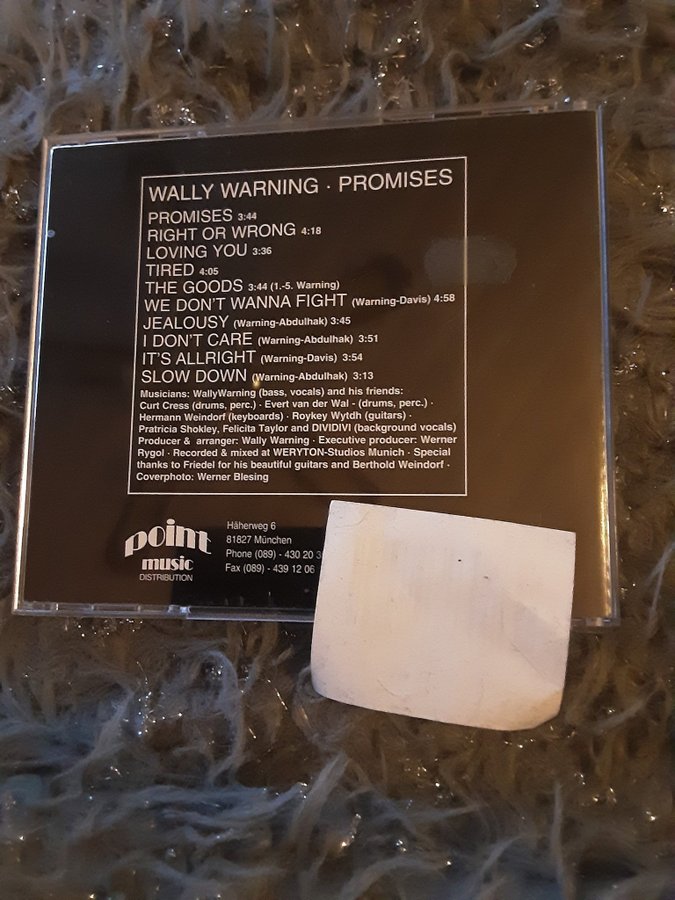 WALLY WARNING · PROMISES
PROMISES 3:44
RIGHT OR WRONG 4:18
LOVING YOU 3:36
TIRED 4:05
THE GOODS 3:44 (1.-5. Warning)
WE DON'T WANNA FIGHT (Warning-Davis) 4:58
JEALOUSY (Warning-Abdulhak) 3:45
I DON'T CARE (Warning-Abdulhak) 3:51
IT'S ALLRIGHT (Warning-Davis) 3:54
SLOW DOWN (Warning-Abdulhak) 3:13
Musicians: WallyWarning (bass, vocals) and his friends:
Curt Cress (drums, perc.) · Evert van der Wal - (drums, perc.) ·
Hermann Weindorf (keyboards) · Roykey Wytdh (guitars) ·
Pratricia Shokley, Felicita Taylor and DIVIDIVI (background vocals)
Producer & arranger: Wally Warning · Executive producer: Werner
Rygol · Recorded & mixed at WERYTON-Studios Munich · Special
thanks to Friedel for his beautiful guitars and Berthold Weindorf ·
Coverphoto: Werner Blesing
point
music
DISTRIBUTION
Häherweg 6
81827 München
Phone (089) - 430 20 3
Fax (089) - 439 12 06